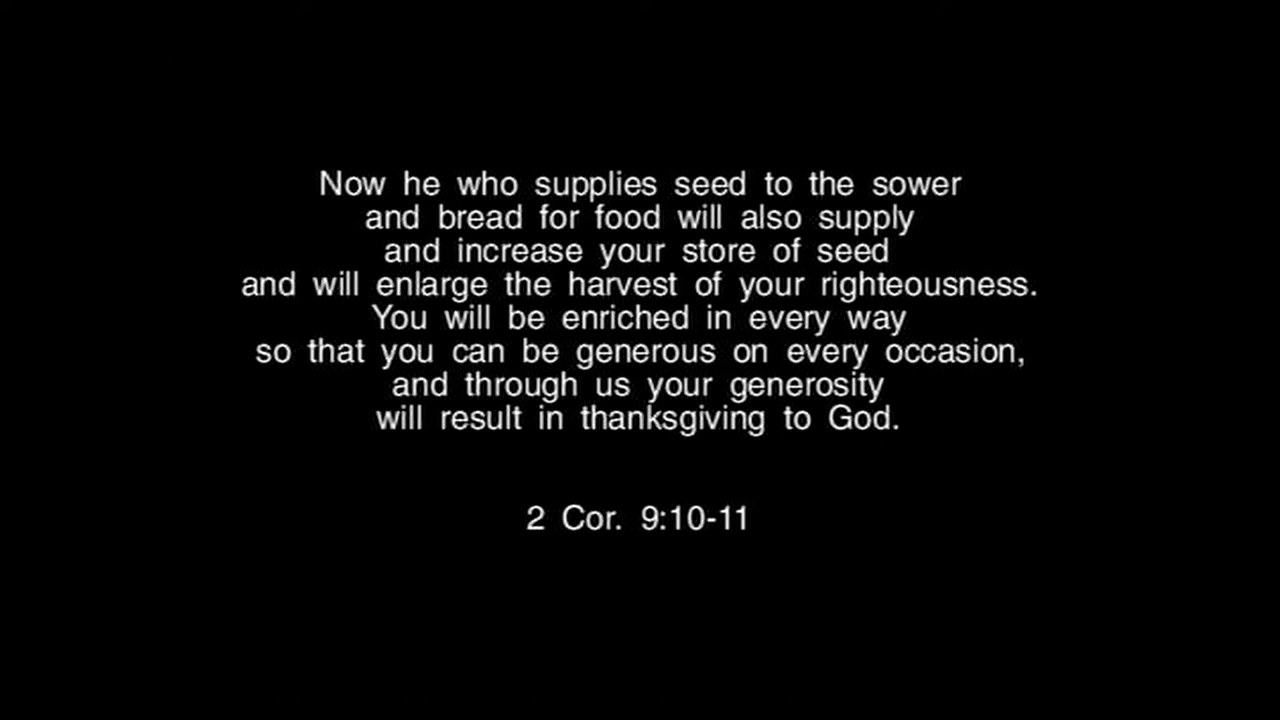 Now he who supplies seed to the sower
and bread for food will also supply
and increase your store of seed
and will enlarge the harvest of your righteousness.
You will be enriched in every way
so that you can be generous on every occasion,
and through us your generosity
will result in thanksgiving to God.
2 Cor. 9:10-11